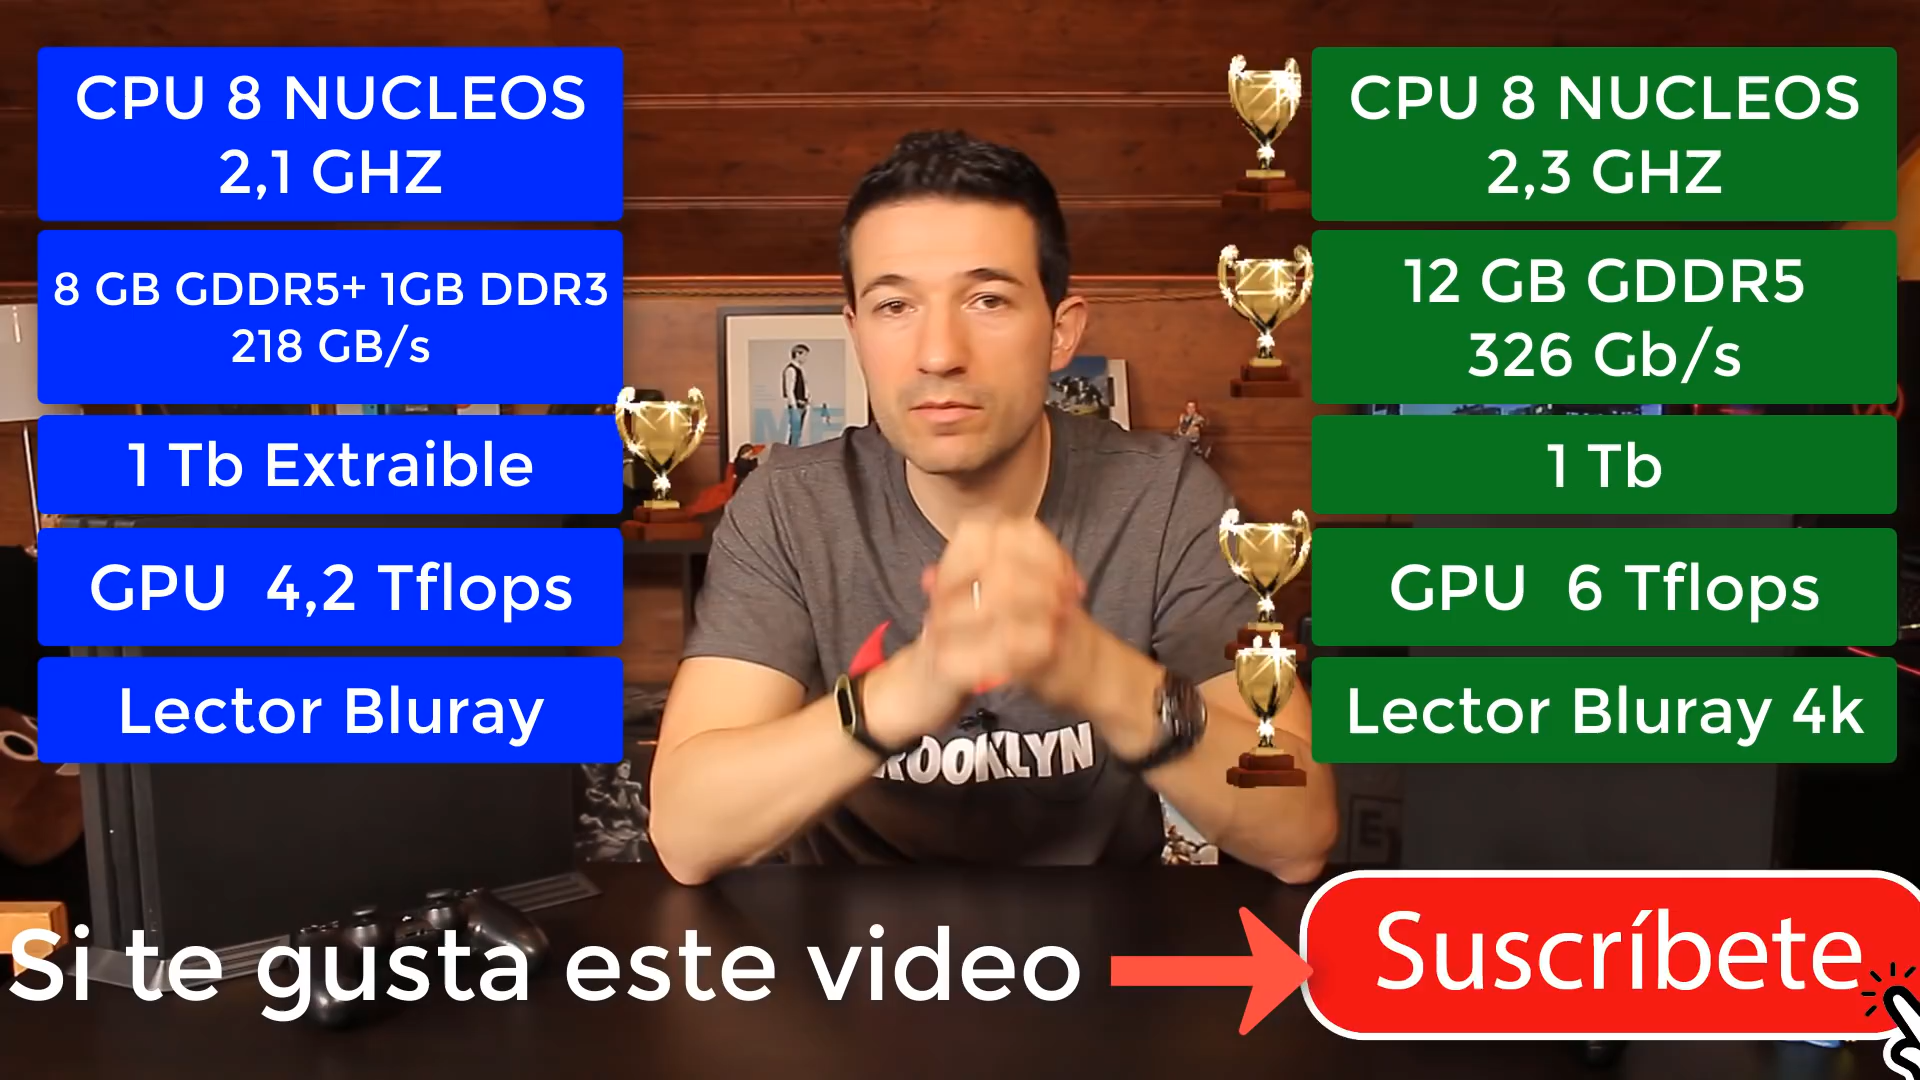 CPU 8 NUCLEOS
2,1 GHZ
8 GB GDDR5+ 1GB DDR3
218 GB/s
1 Tb Extraible
GPU 4,2 Tflops
Lector Bluray
CPU 8 NUCLEOS
2,3 GHZ
12 GB GDDR5
326 Gb/s
1 Tb
GPU 6 Tflops
Lector Bluray 4k
ROOKLYN
Si te gusta este video
Suscríbete